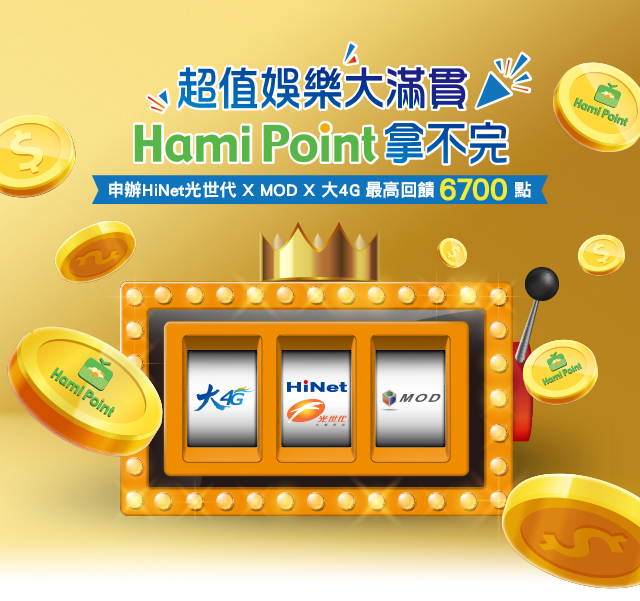 超值娛樂大滿貫
Hami Point 拿不完
申辦HiNet光世代 X MOD X 大4G 最高回饋 6700 點
Hami Point
Hami Point
Hami Point
大4G
HiNet
光世代
MOD